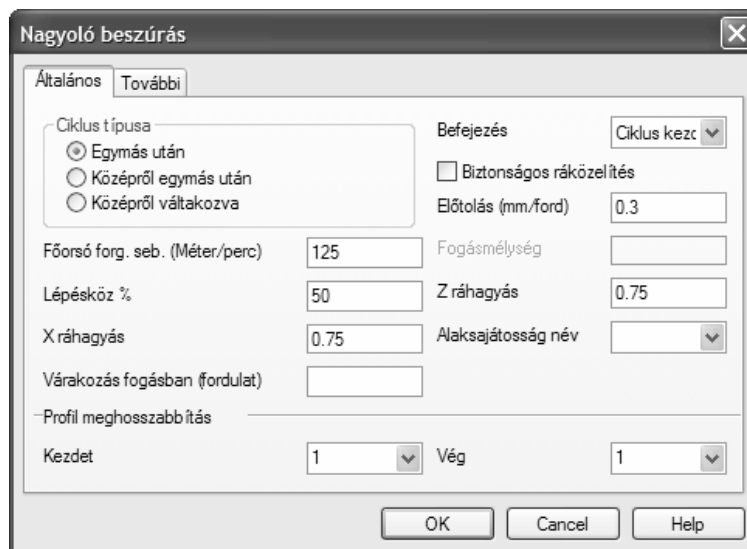 Nagyoló beszúrás
Általános
További
Ciklus típusa
Egymás után
Középről egymás után
Középről váltakozva
Befejezés
Ciklus kezd
Biztonságos ráközelítés
Előtolás (mm/ford)
0.3
Főorsó forg. seb. (Méter/perc)
125
Fogásmélység
Lépésköz %
50
Z ráhagyás
0.75
X ráhagyás
0.75
Alaksajátosság név
Várakozás fogásban (fordulat)
Profil meghosszabbítás
Kezdet
1
Vég
1
OK
Cancel
Help